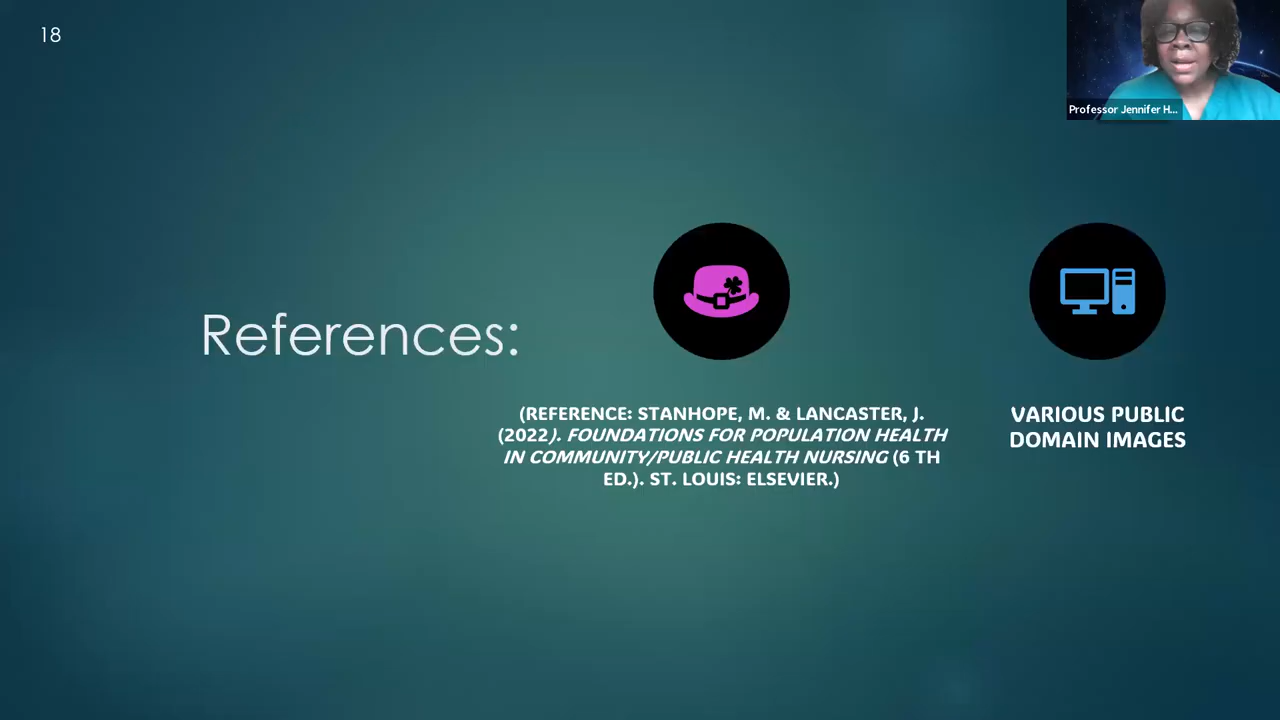 18
Professor Jennifer H...
References:
(REFERENCE: STANHOPE, M. & LANCASTER, J.
(2022). FOUNDATIONS FOR POPULATION HEALTH
IN COMMUNITY/PUBLIC HEALTH NURSING (6 TH
ED.). ST. LOUIS: ELSEVIER.)
VARIOUS PUBLIC
DOMAIN IMAGES